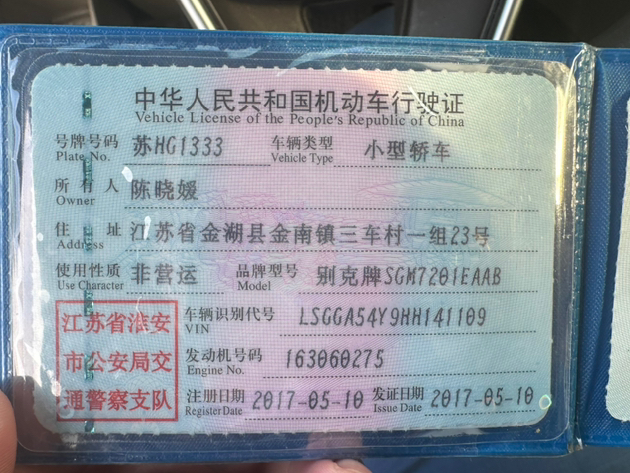 中华人民共和国机动车行驶证
Vehicle License of the People's Republic of China
号牌号码 苏HG1333 车辆类型 小型轿车
Plate No. Vehicle Type
所有人 陈晓媛
Owner
住址 江苏省金湖县金南镇三车村一组23号
Address
使用性质 非营运 品牌型号 别克牌SGM7201EAAB
Use Character Model
江苏省淮安 车辆识别代号 LSGGA54Y9HH141109
VIN
市公安局交 发动机号码 163060275
Engine No.
通警察支队 注册日期 2017-05-10 发证日期 2017-05-10
Register Date Issue Date